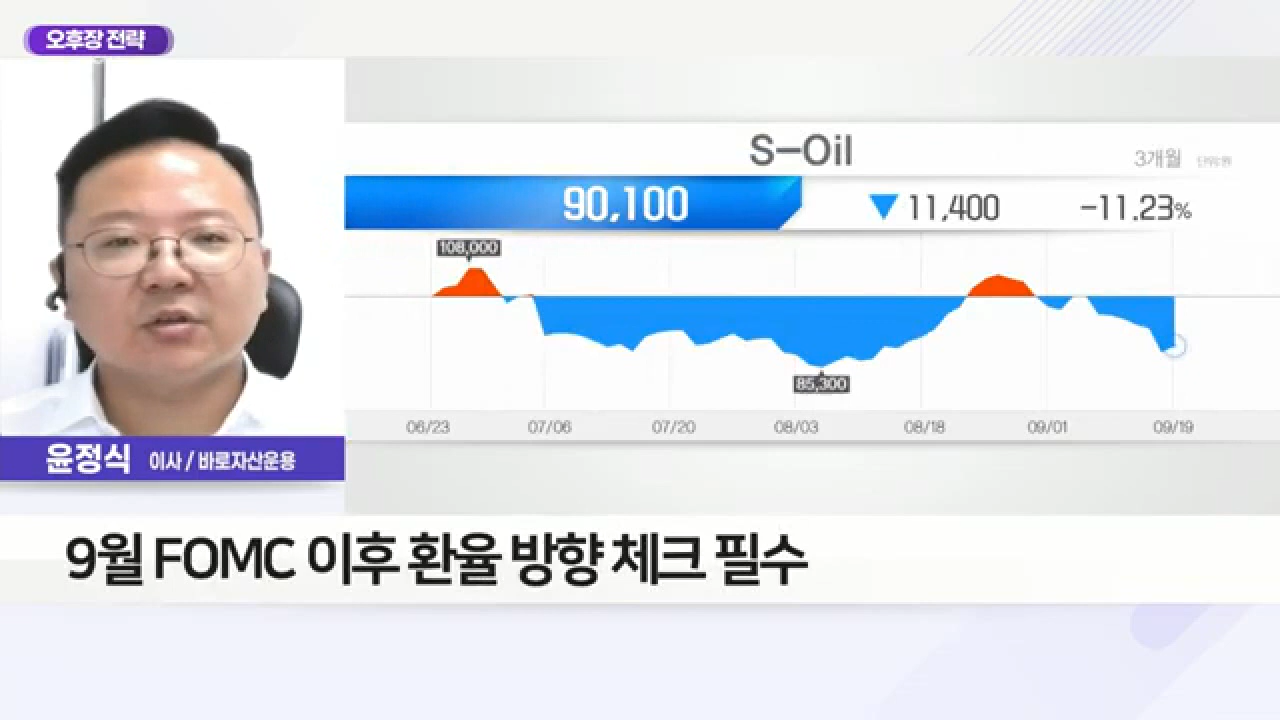 오후장 전략
S-Oil
3개월 단위:원
90,100 ▼ 11,400 -11.23%
108,000
85,300
06/23 07/06 07/20 08/03 08/18 09/01 09/19
윤정식 이사 / 바로자산운용
9월 FOMC 이후 환율 방향 체크 필수